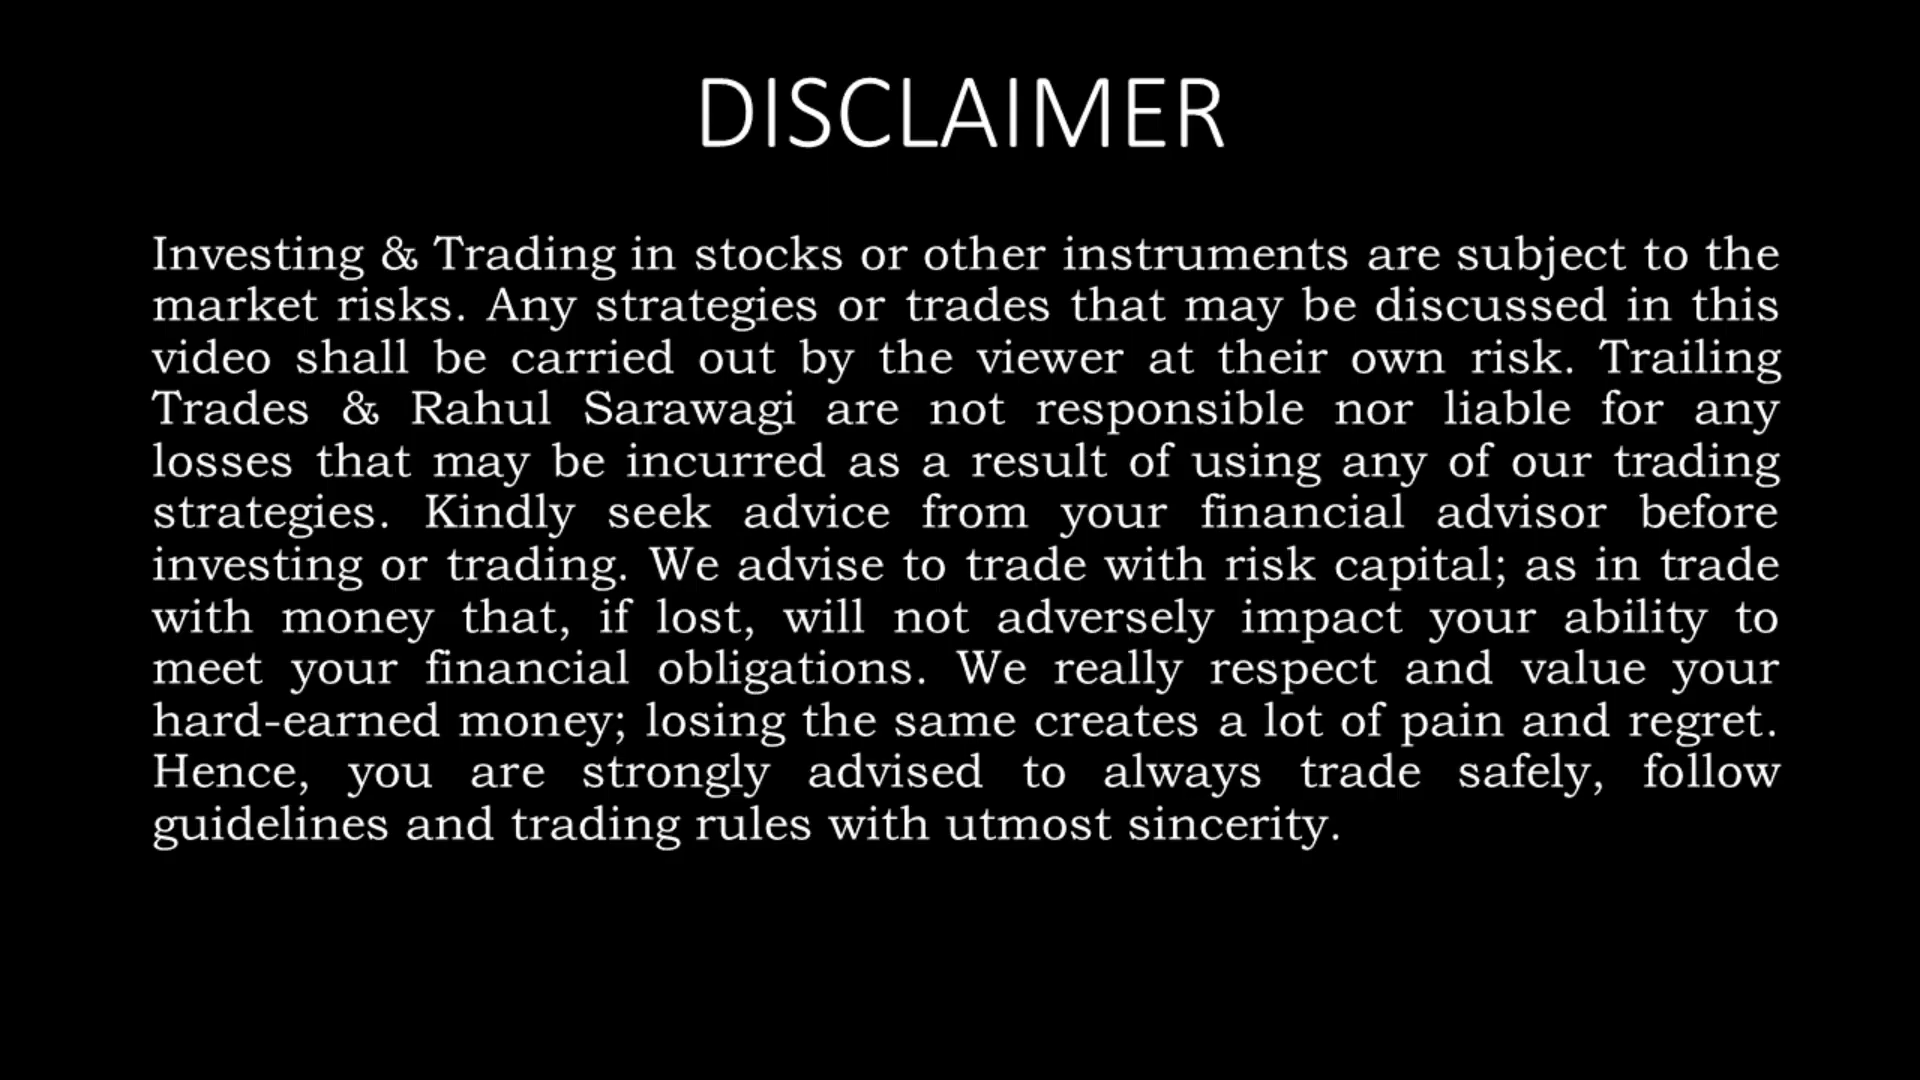 DISCLAIMER
Investing & Trading in stocks or other instruments are subject to the
market risks. Any strategies or trades that may be discussed in this
video shall be carried out by the viewer at their own risk. Trailing
Trades & Rahul Sarawagi are not responsible nor liable for any
losses that may be incurred as a result of using any of our trading
strategies. Kindly seek advice from your financial advisor before
investing or trading. We advise to trade with risk capital; as in trade
with money that, if lost, will not adversely impact your ability to
meet your financial obligations. We really respect and value your
hard-earned money; losing the same creates a lot of pain and regret.
Hence, you are strongly advised to always trade safely, follow
guidelines and trading rules with utmost sincerity.